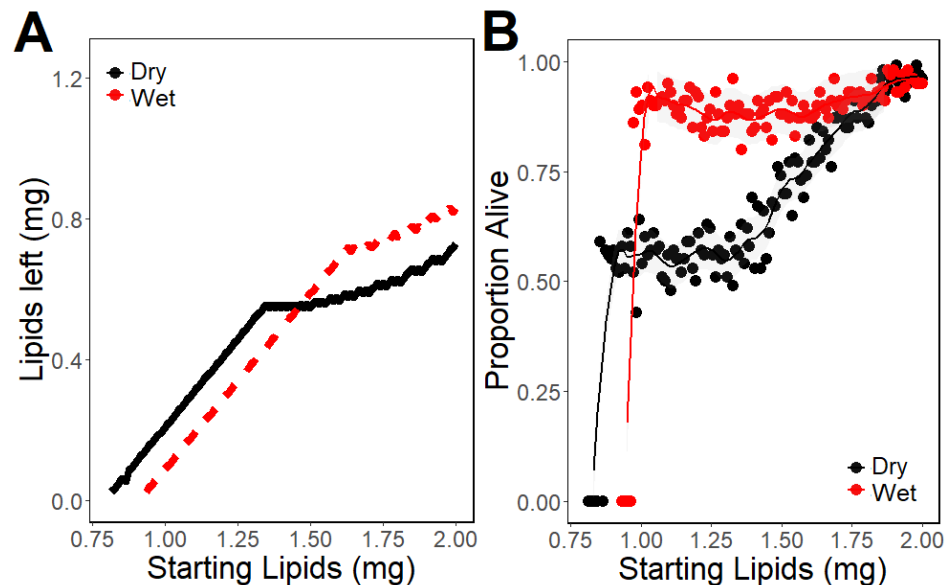 A
Dry
Wet
1.2
0.8
0.4
0.0
Lipids left (mg)
0.75 1.00 1.25 1.50 1.75 2.00
Starting Lipids (mg)
B
1.00
0.75
0.50
0.25
0.00
Proportion Alive
Dry
Wet
0.75 1.00 1.25 1.50 1.75 2.00
Starting Lipids (mg)